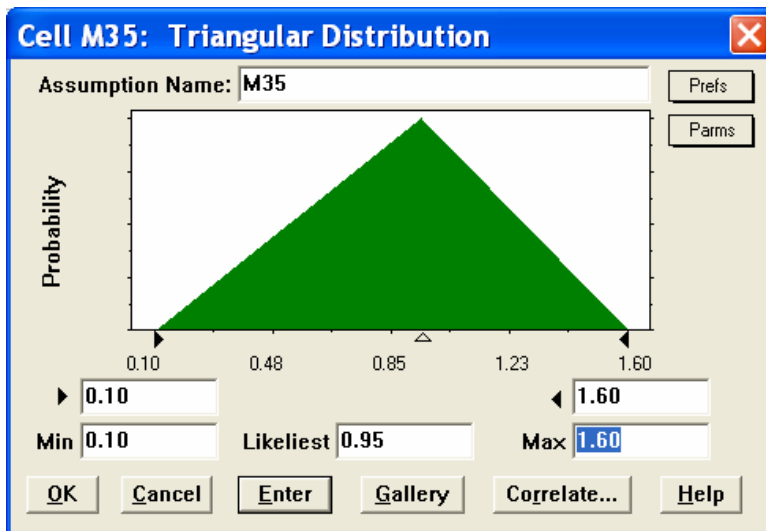 Cell M35: Triangular Distribution
Assumption Name: M35
Prefs
Parms
Probability
0.10 0.48 0.85 1.23 1.60
0.10 1.60
Min 0.10 Likeliest 0.95 Max 1.60
OK Cancel Enter Gallery Correlate... Help